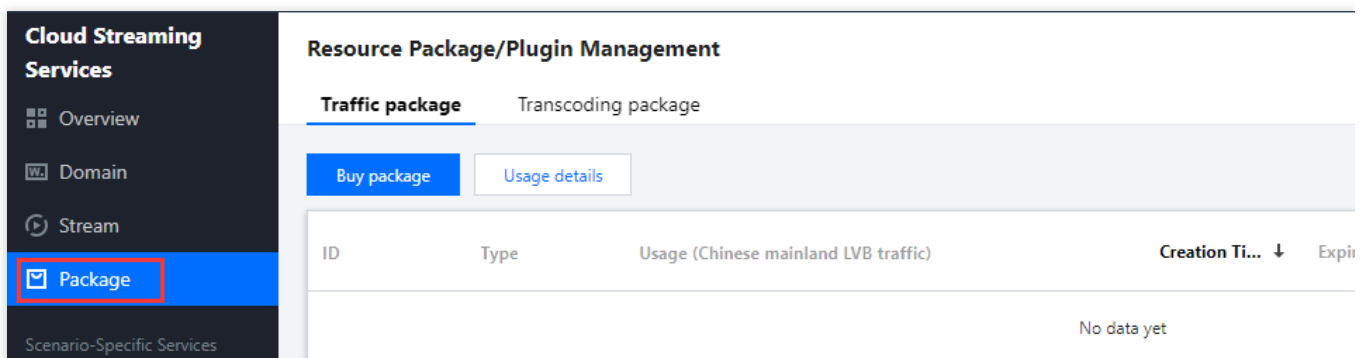 Cloud Streaming
Services
Overview
W. Domain
Stream
Package
Scenario-Specific Services
Resource Package/Plugin Management
Traffic package Transcoding package
Buy package Usage details
ID Type Usage (Chinese mainland LVB traffic) Creation Ti... Expir
No data yet